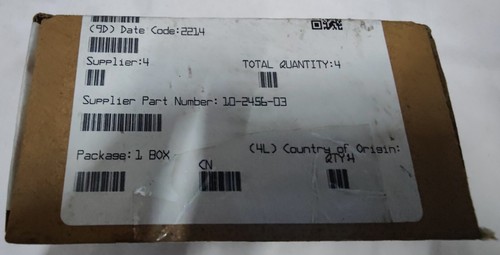 (9D) Date Code:2214
Supplier:4
TOTAL QUANTITY:4
Supplier Part Number: 10-2456-03
Package: 1 BOX
(4L) Country of Origin:
CN
QTY:4